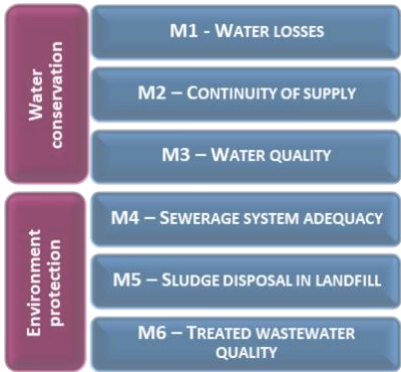 Water
conservation
M1 - WATER LOSSES
M2 – CONTINUITY OF SUPPLY
M3 – WATER QUALITY
Environment
protection
M4 – SEWERAGE SYSTEM ADEQUACY
M5 – SLUDGE DISPOSAL IN LANDFILL
M6 – TREATED WASTEWATER
QUALITY